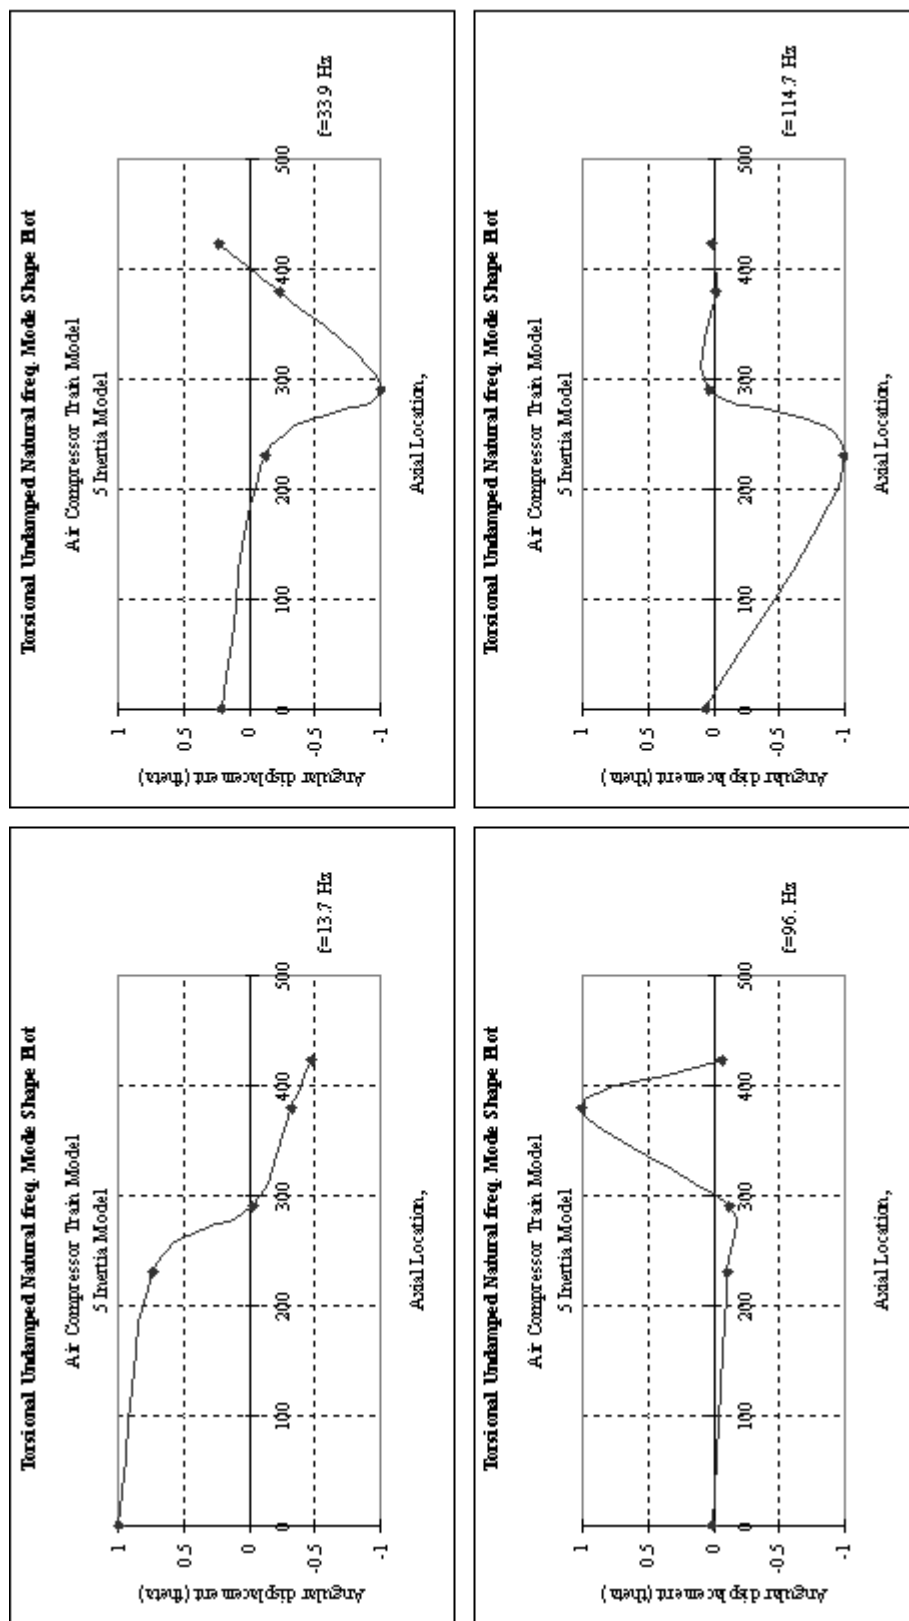 Torsional Undamped Natural freq. Mode Shape Plot
Air Compressor Train Model
5 Inertia Model
Angular displacement (theta)
1
0.5
0
-0.5
-1
0
100
200
300
400
500
Axial Location,
f=13.7 Hz
Torsional Undamped Natural freq. Mode Shape Plot
Air Compressor Train Model
5 Inertia Model
Angular displacement (theta)
1
0.5
0
-0.5
-1
0
100
200
300
400
500
Axial Location,
f=33.9 Hz
Torsional Undamped Natural freq. Mode Shape Plot
Air Compressor Train Model
5 Inertia Model
Angular displacement (theta)
1
0.5
0
-0.5
-1
0
100
200
300
400
500
Axial Location,
f=96. Hz
Torsional Undamped Natural freq. Mode Shape Plot
Air Compressor Train Model
5 Inertia Model
Angular displacement (theta)
1
0.5
0
-0.5
-1
0
100
200
300
400
500
Axial Location,
f=114.7 Hz